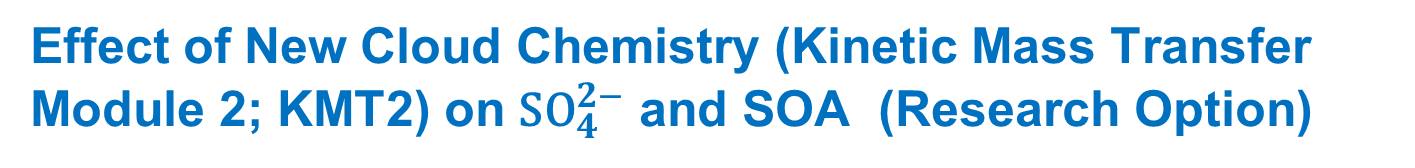 Effect of New Cloud Chemistry (Kinetic Mass Transfer
Module 2; KMT2) on SO₄²⁻ and SOA (Research Option)